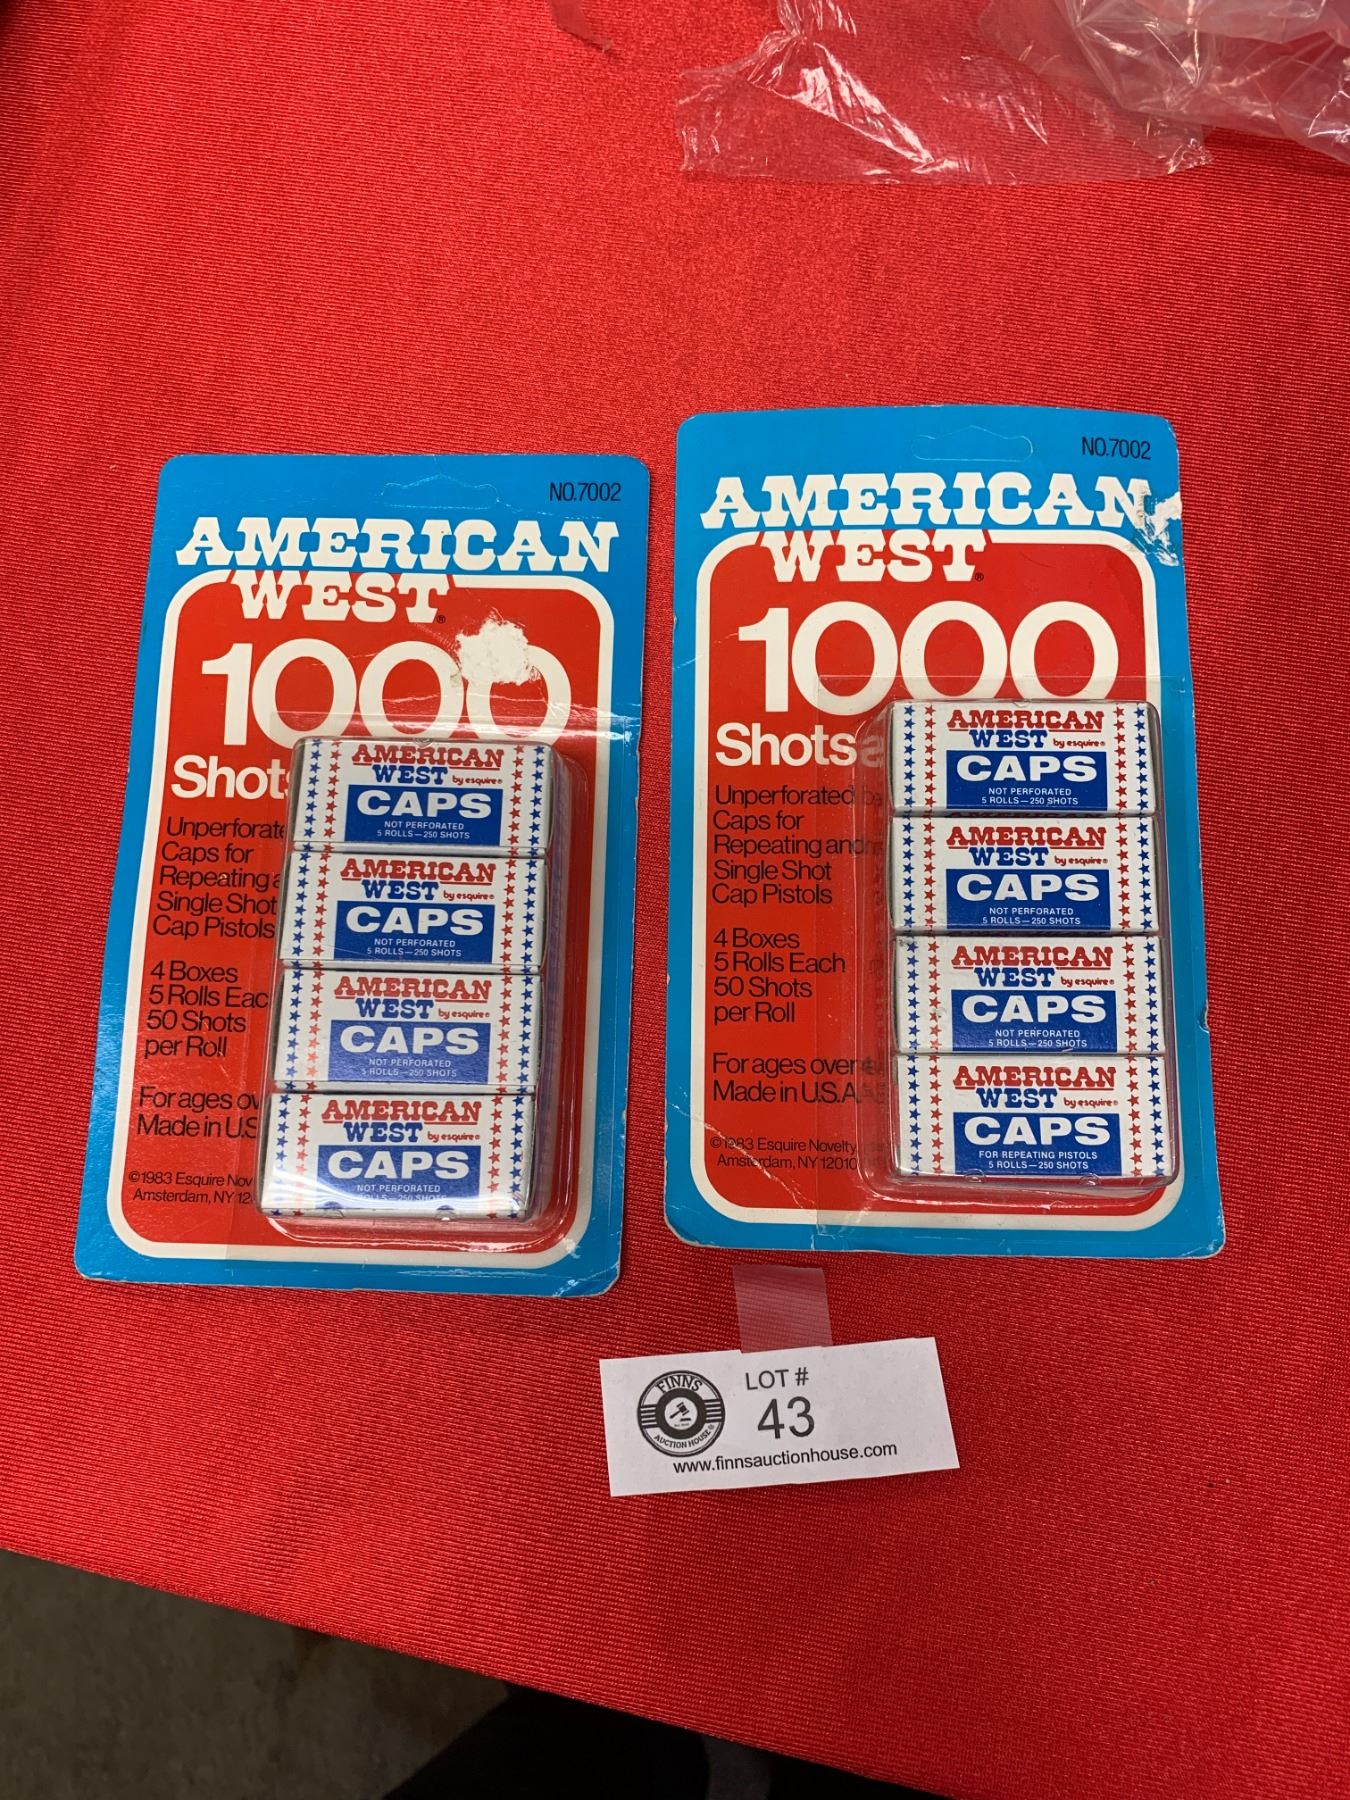 NO.7002
AMERICAN
WEST®
1000
Shots
Unperforate
Caps for
Repeating
Single Shot
Cap Pistols
4 Boxes
5 Rolls Eac
50 Shots
per Roll
For ages ov
Made in U.S
©1983 Esquire Nov
Amsterdam, NY 12
AMERICAN
WEST by esquire®
CAPS
NOT PERFORATED
5 ROLLS—250 SHOTS
AMERICAN
WEST by esquire®
CAPS
NOT PERFORATED
5 ROLLS—250 SHOTS
AMERICAN
WEST by esquire®
CAPS
NOT PERFORATED
5 ROLLS—250 SHOTS
AMERICAN
WEST by esquire®
CAPS
NOT PERFORATED
5 ROLLS—250 SHOTS
NO.7002
AMERICAN
WEST®
1000
Shots
Unperforated
Caps for
Repeating and
Single Shot
Cap Pistols
4 Boxes
5 Rolls Each
50 Shots
per Roll
For ages over
Made in U.S.A.
©1983 Esquire Novelty
Amsterdam, NY 12010
AMERICAN
WEST by esquire®
CAPS
NOT PERFORATED
5 ROLLS—250 SHOTS
AMERICAN
WEST by esquire®
CAPS
NOT PERFORATED
5 ROLLS—250 SHOTS
AMERICAN
WEST by esquire®
CAPS
NOT PERFORATED
5 ROLLS—250 SHOTS
AMERICAN
WEST by esquire®
CAPS
FOR REPEATING PISTOLS
5 ROLLS—250 SHOTS
FINNS
AUCTION HOUSE
LOT #
43
www.finnsauctionhouse.com